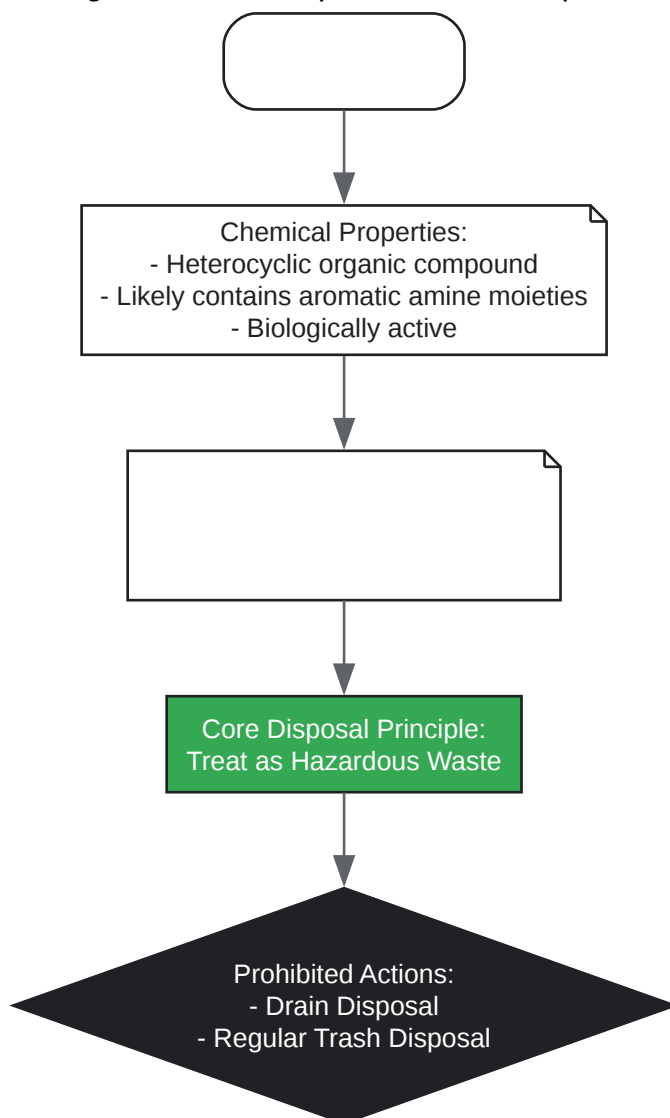 Chemical Properties:
- Heterocyclic organic compound
- Likely contains aromatic amine moieties
- Biologically active
Core Disposal Principle:
Treat as Hazardous Waste
Prohibited Actions:
- Drain Disposal
- Regular Trash Disposal